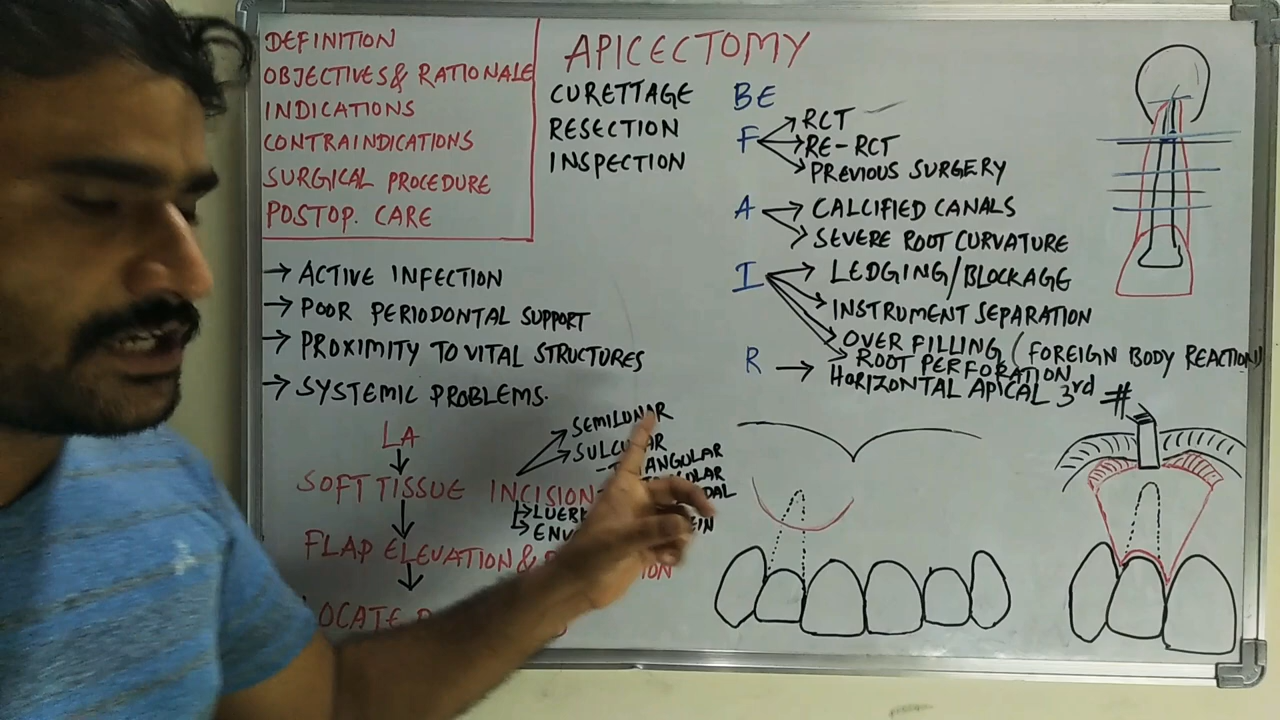 DEFINITION
OBJECTIVES & RATIONALE
INDICATIONS
CONTRAINDICATIONS
SURGICAL PROCEDURE
POSTOP. CARE
APICECTOMY
CURETTAGE
RESECTION
INSPECTION
BE
F → RCT
→ RE-RCT
→ PREVIOUS SURGERY
A → CALCIFIED CANALS
→ SEVERE ROOT CURVATURE
I → LEDGING/BLOCKAGE
→ INSTRUMENT SEPARATION
→ OVER FILLING (FOREIGN BODY REACTION)
→ ROOT PERFORATION
R → HORIZONTAL APICAL 3rd #
→ ACTIVE INFECTION
→ POOR PERIODONTAL SUPPORT
→ PROXIMITY TO VITAL STRUCTURES
→ SYSTEMIC PROBLEMS.
LA
SOFT TISSUE INCISION
SEMILUNAR
SULCULAR
FLAP ELEVATION &